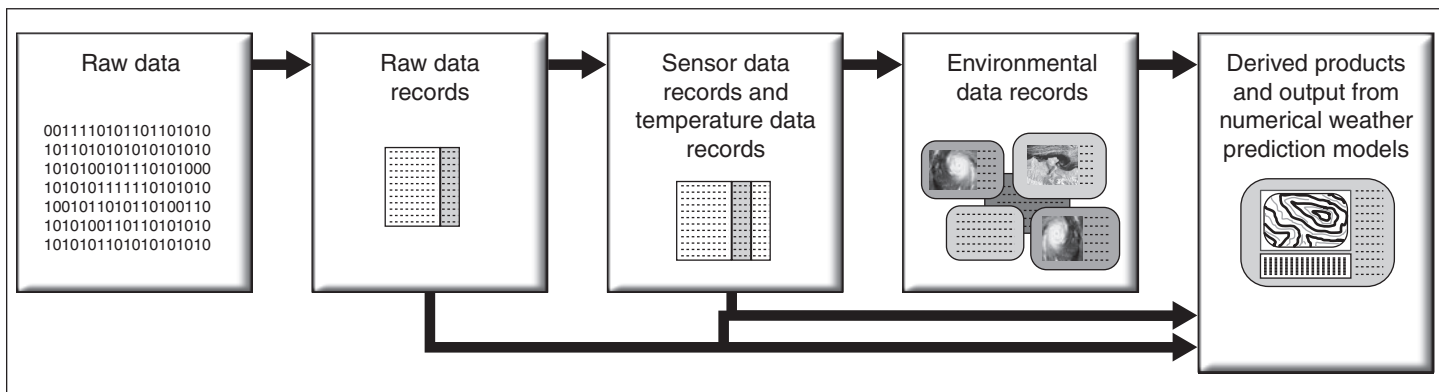 Raw data
0011110101101101010
1011010101010101010
1010100101110101000
1010101111110101010
1001011010110100110
1010100110110101010
1010101101010101010
Raw data
records
Sensor data
records and
temperature data
records
Environmental
data records
Derived products
and output from
numerical weather
prediction models